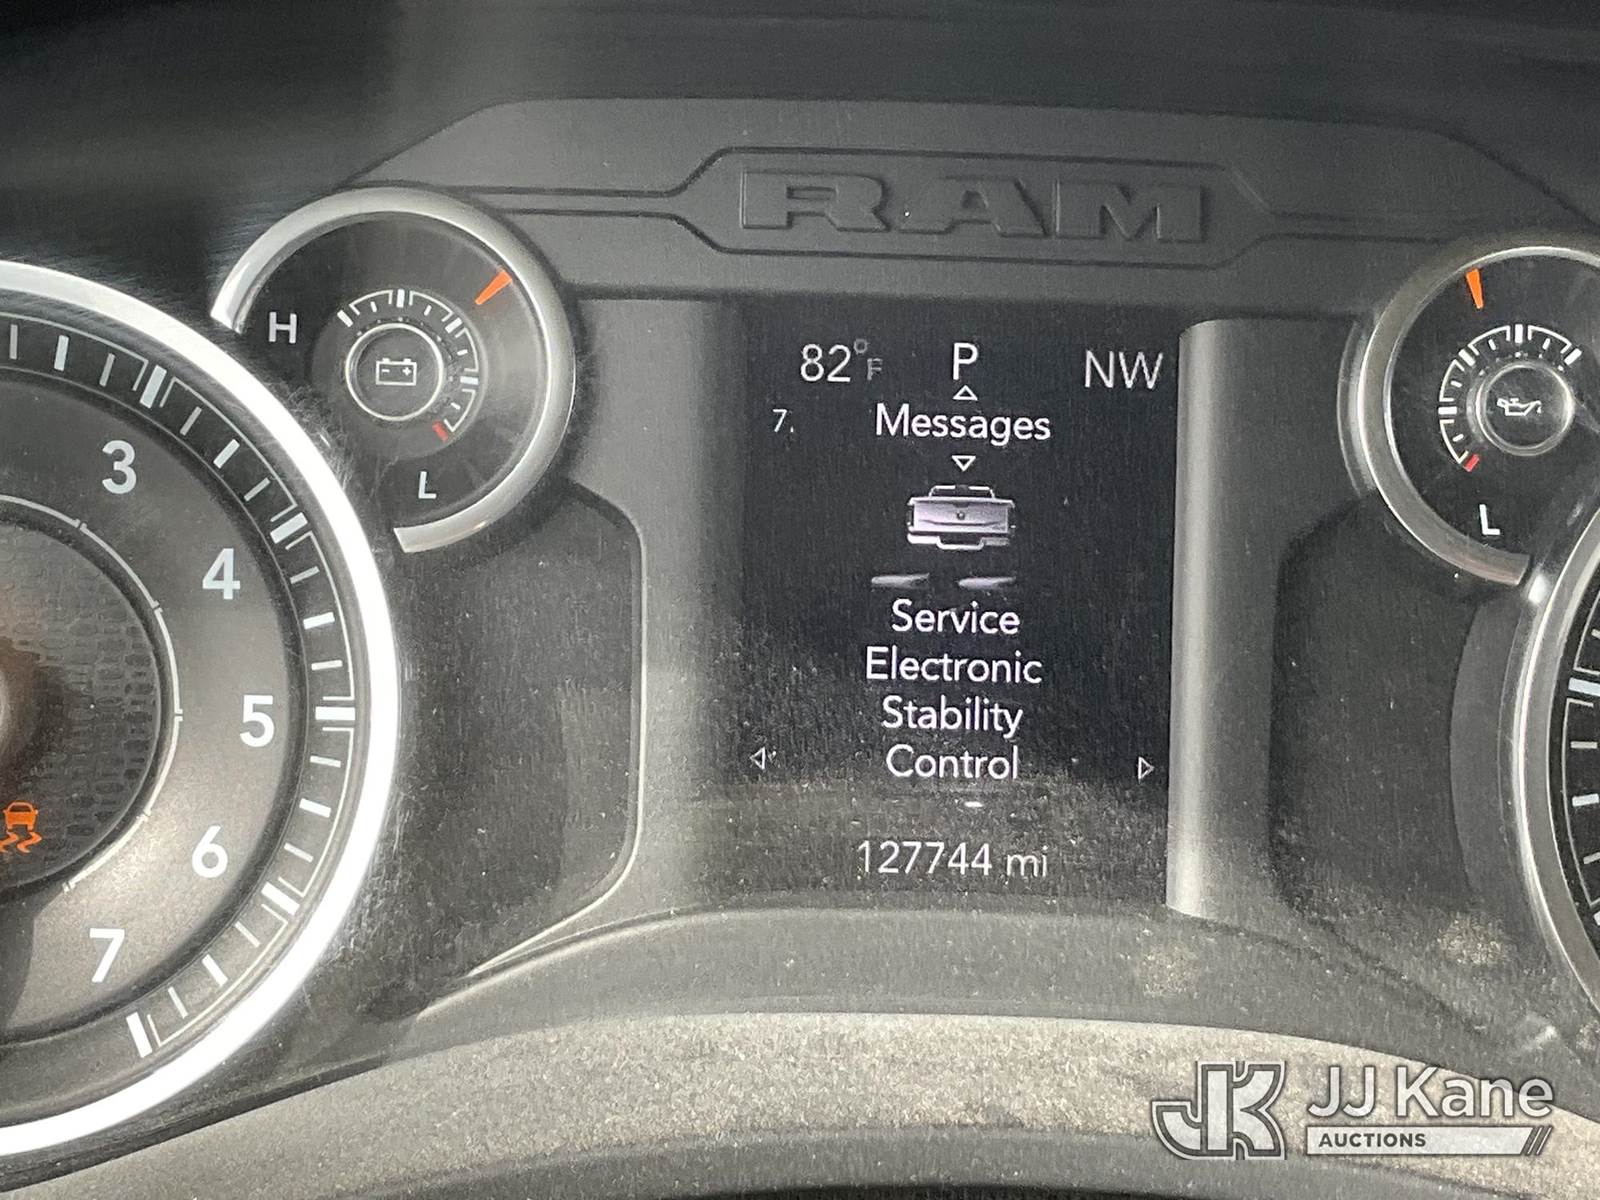 RAM
H
L
82°F P NW
7. Messages
Service
Electronic
Stability
Control
127744 mi
3
4
5
6
7
L
JJ Kane
AUCTIONS